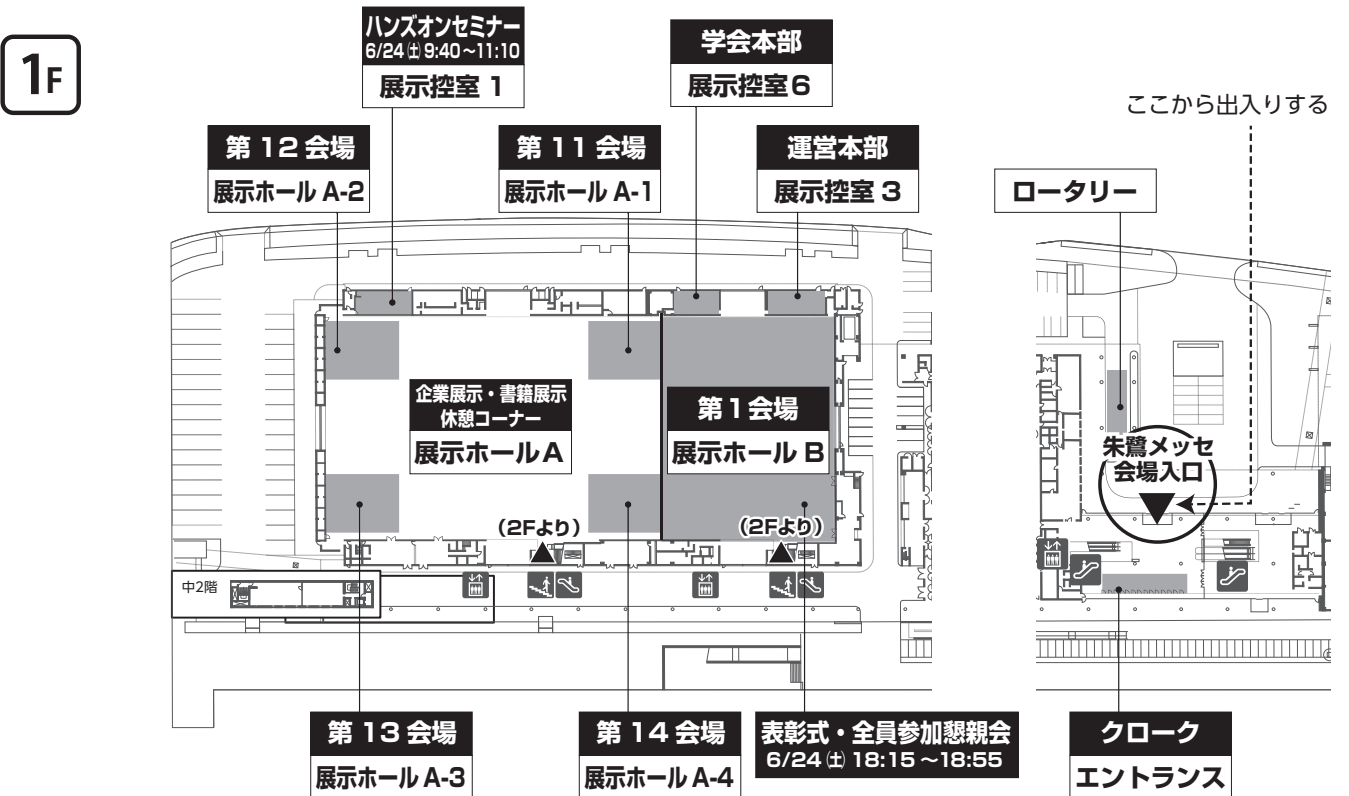 1F
ハンズオンセミナー
6/24㈯9:40～11:10
展示控室 1
学会本部
展示控室6
ここから出入りする
第 12 会場
展示ホール A-2
第 11 会場
展示ホール A-1
運営本部
展示控室 3
ロータリー
企業展示・書籍展示
休憩コーナー
展示ホールA
第1会場
展示ホール B
朱鷺メッセ
会場入口
（2Fより）
（2Fより）
中2階
第 13 会場
展示ホール A-3
第 14 会場
展示ホール A-4
表彰式・全員参加懇親会
6/24㈯ 18:15～18:55
クローク
エントランス